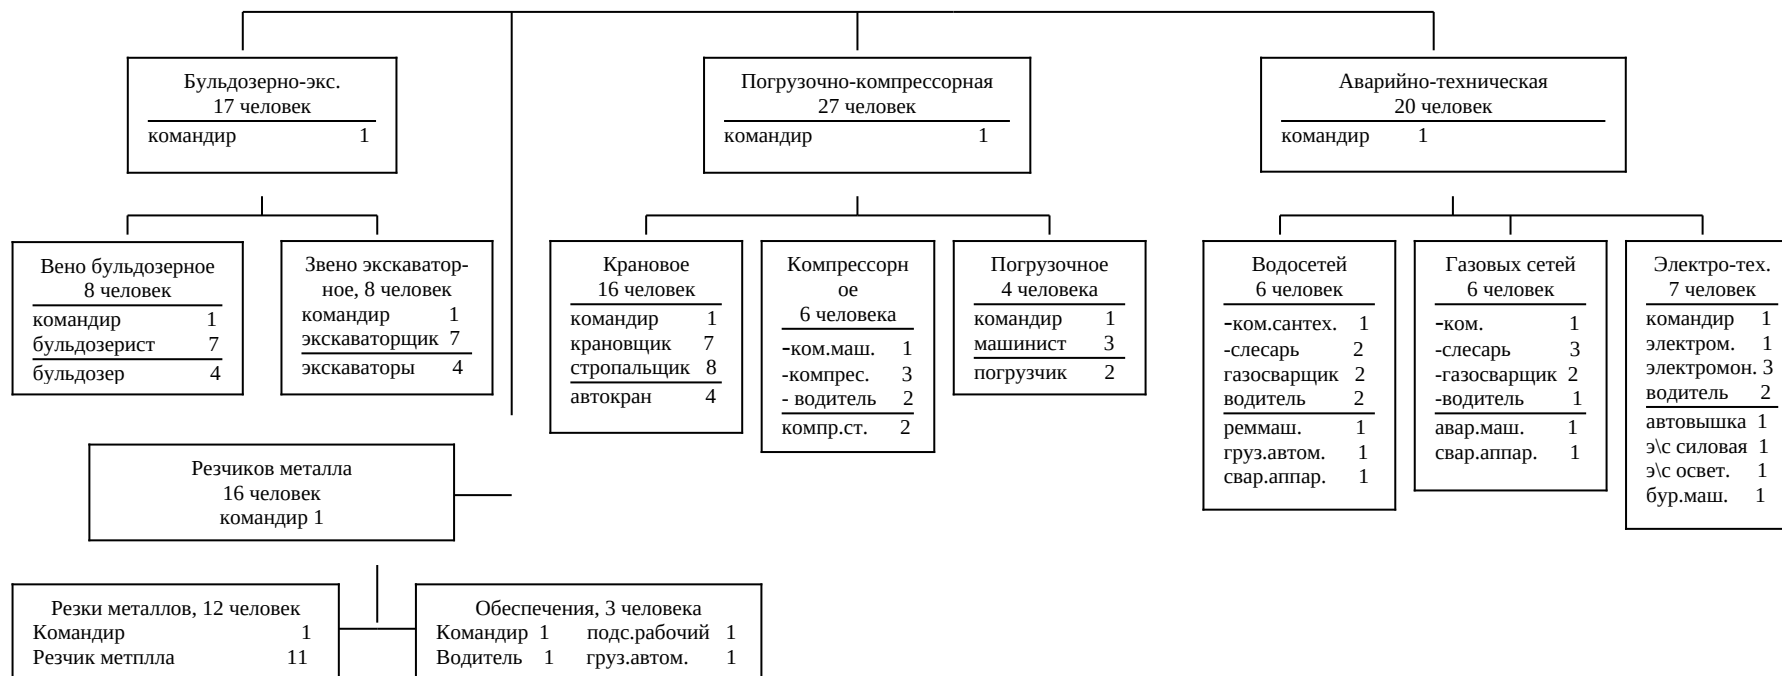 Бульдозерно-экс.
17 человек
командир 1
Погрузочно-компрессорная
27 человек
командир 1
Аварийно-техническая
20 человек
командир 1
Вено бульдозерное
8 человек
командир 1
бульдозерист 7
бульдозер 4
Звено экскаватор-
ное, 8 человек
командир 1
экскаваторщик 7
экскаваторы 4
Крановое
16 человек
командир 1
крановщик 7
стропальщик 8
автокран 4
Компрессорн
ое
6 человека
-ком.маш. 1
-компрес. 3
- водитель 2
компр.ст. 2
Погрузочное
4 человека
командир 1
машинист 3
погрузчик 2
Водосетей
6 человек
-ком.сантех. 1
-слесарь 2
газосварщик 2
водитель 2
реммаш. 1
груз.автом. 1
свар.аппар. 1
Газовых сетей
6 человек
-ком. 1
-слесарь 3
-газосварщик 2
-водитель 1
авар.маш. 1
свар.аппар. 1
Электро-тех.
7 человек
командир 1
электром. 1
электромон. 3
водитель 2
автовышка 1
э\с силовая 1
э\с освет. 1
бур.маш. 1
Резчиков металла
16 человек
командир 1
Резки металлов, 12 человек
Командир 1
Резчик метплла 11
Обеспечения, 3 человека
Командир 1 подс.рабочий 1
Водитель 1 груз.автом. 1